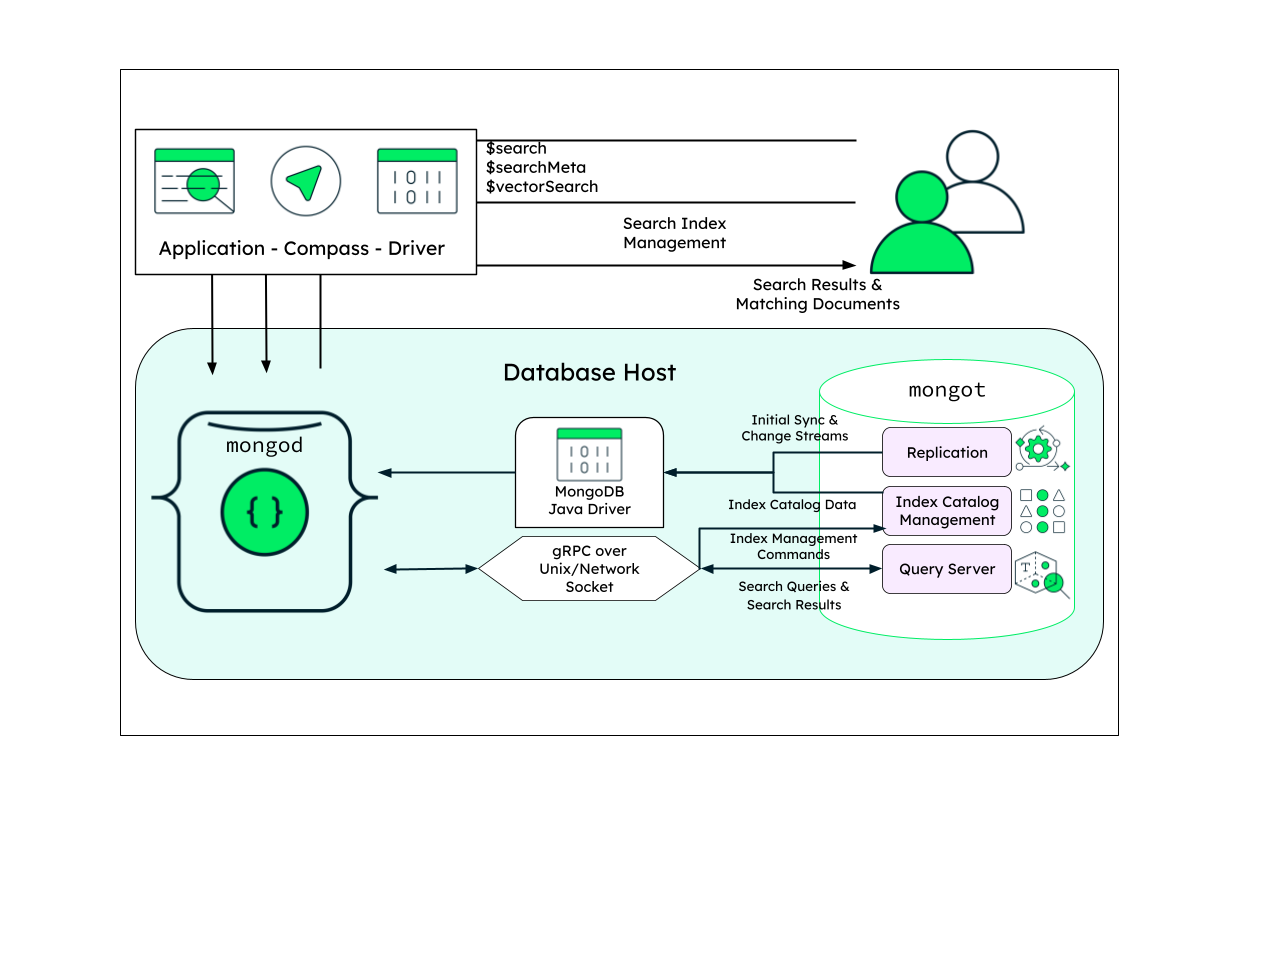 $search
$searchMeta
$vectorSearch
Search Index
Management
Application - Compass - Driver
Search Results &
Matching Documents
Database Host
mongot
mongod
Initial Sync &
Change Streams
Replication
MongoDB
Java Driver
Index Catalog Data
Index Catalog
Management
Index Management
Commands
gRPC over
Unix/Network
Socket
Query Server
Search Queries &
Search Results